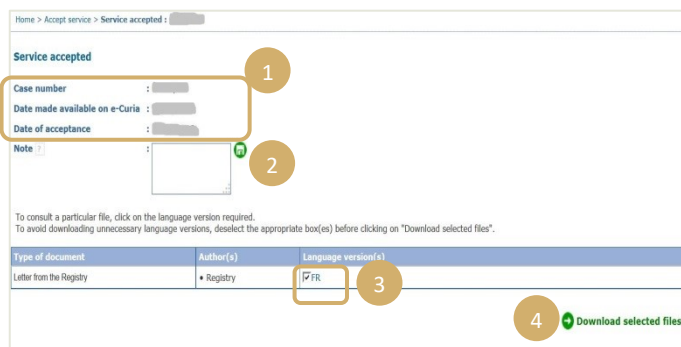 Home > Accept service > Service accepted :
Service accepted
1
Case number :
Date made available on e-Curia :
Date of acceptance :
Note ? :
2
To consult a particular file, click on the language version required.
To avoid downloading unnecessary language versions, deselect the appropriate box(es) before clicking on "Download selected files".
Type of document Author(s) Language version(s)
Letter from the Registry • Registry FR
3
4 Download selected files